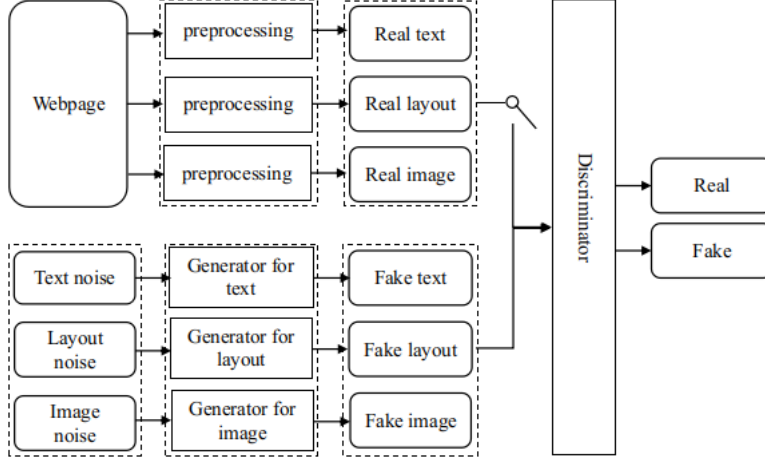 preprocessing
Real text
Webpage
preprocessing
Real layout
preprocessing
Real image
Discriminator
Real
Fake
Text noise
Generator for
text
Fake text
Layout
noise
Generator for
layout
Fake layout
Image
noise
Generator for
image
Fake image